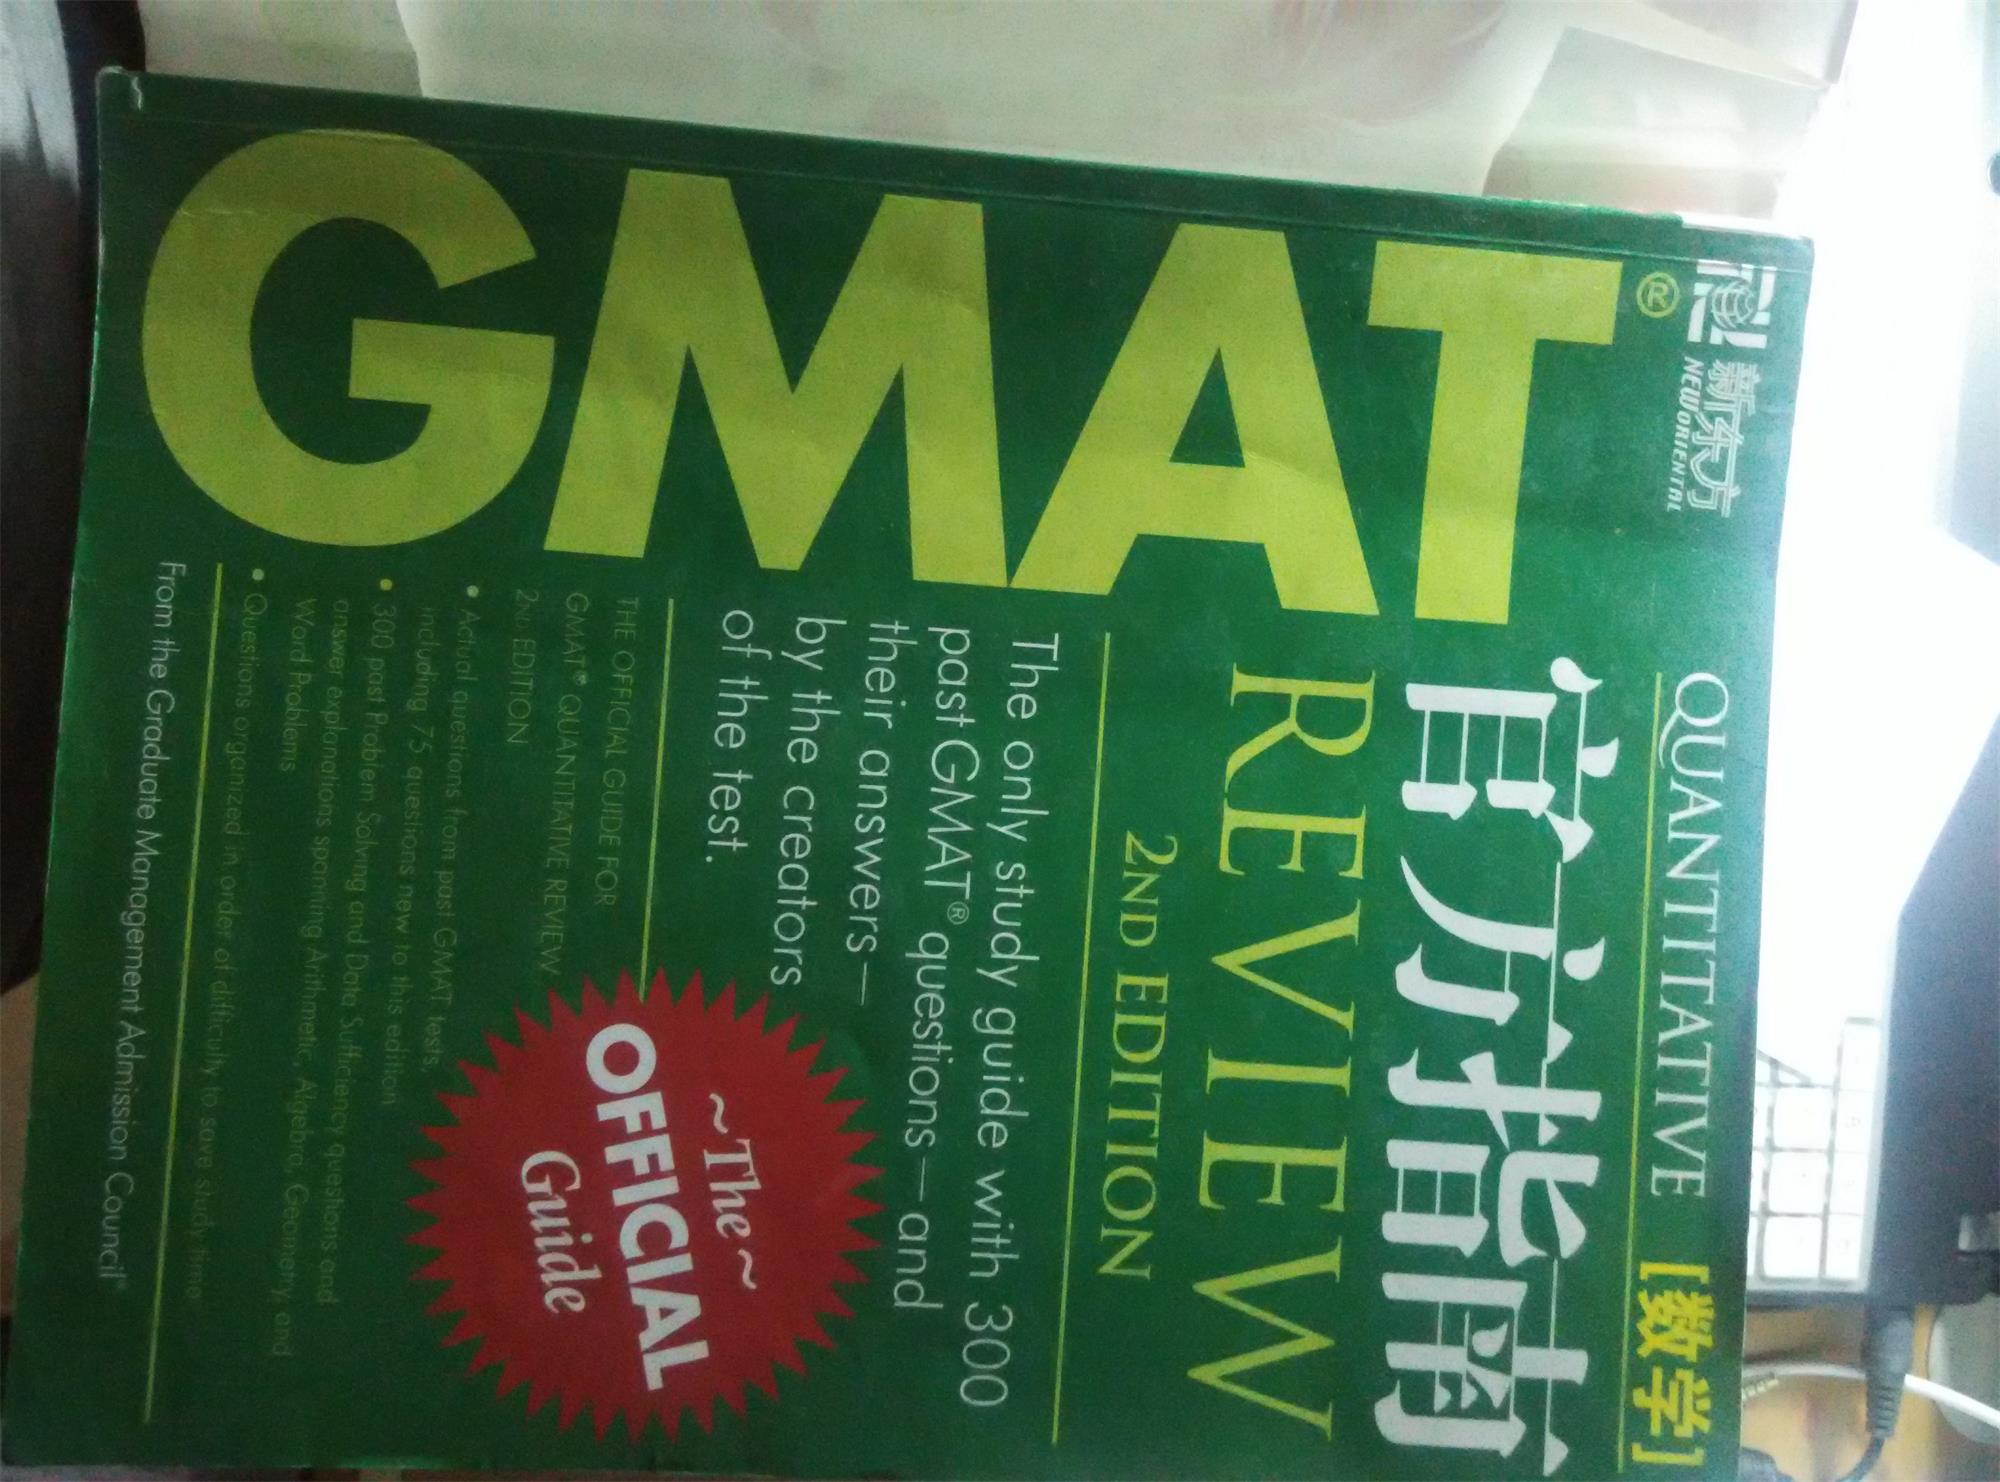 新东方
NEWORIENTAL
GMAT®
QUANTITATIVE [数学]
官方指南
REVIEW
2ND EDITION
The only study guide with 300
past GMAT® questions—and
their answers—
by the creators
of the test.
THE OFFICIAL GUIDE FOR
GMAT® QUANTITATIVE REVIEW
2ND EDITION
• Actual questions from past GMAT tests,
including 75 questions new to this edition
• 300 past Problem Solving and Data Sufficiency questions and
answer explanations spanning Arithmetic, Algebra, Geometry, and
Word Problems
• Questions organized in order of difficulty to save study time
From the Graduate Management Admission Council®
~The~
OFFICIAL
Guide